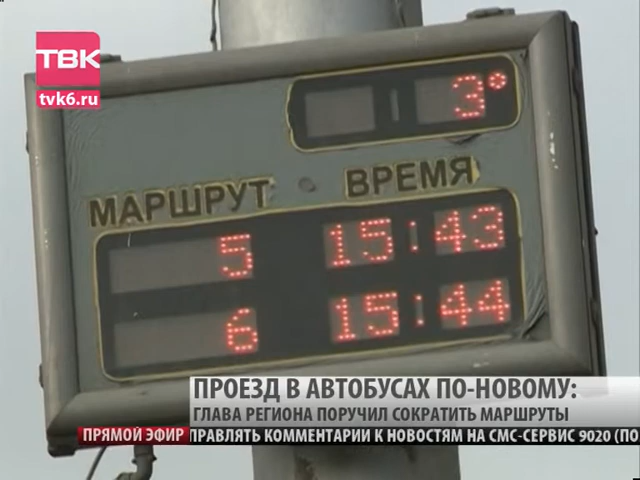 ТВК
tvk6.ru
3°
МАРШРУТ ВРЕМЯ
5 15:43
6 15:44
ПРОЕЗД В АВТОБУСАХ ПО-НОВОМУ:
ГЛАВА РЕГИОНА ПОРУЧИЛ СОКРАТИТЬ МАРШРУТЫ
ПРЯМОЙ ЭФИР ПРАВЛЯТЬ КОММЕНТАРИИ К НОВОСТЯМ НА СМС-СЕРВИС 9020 (ПО